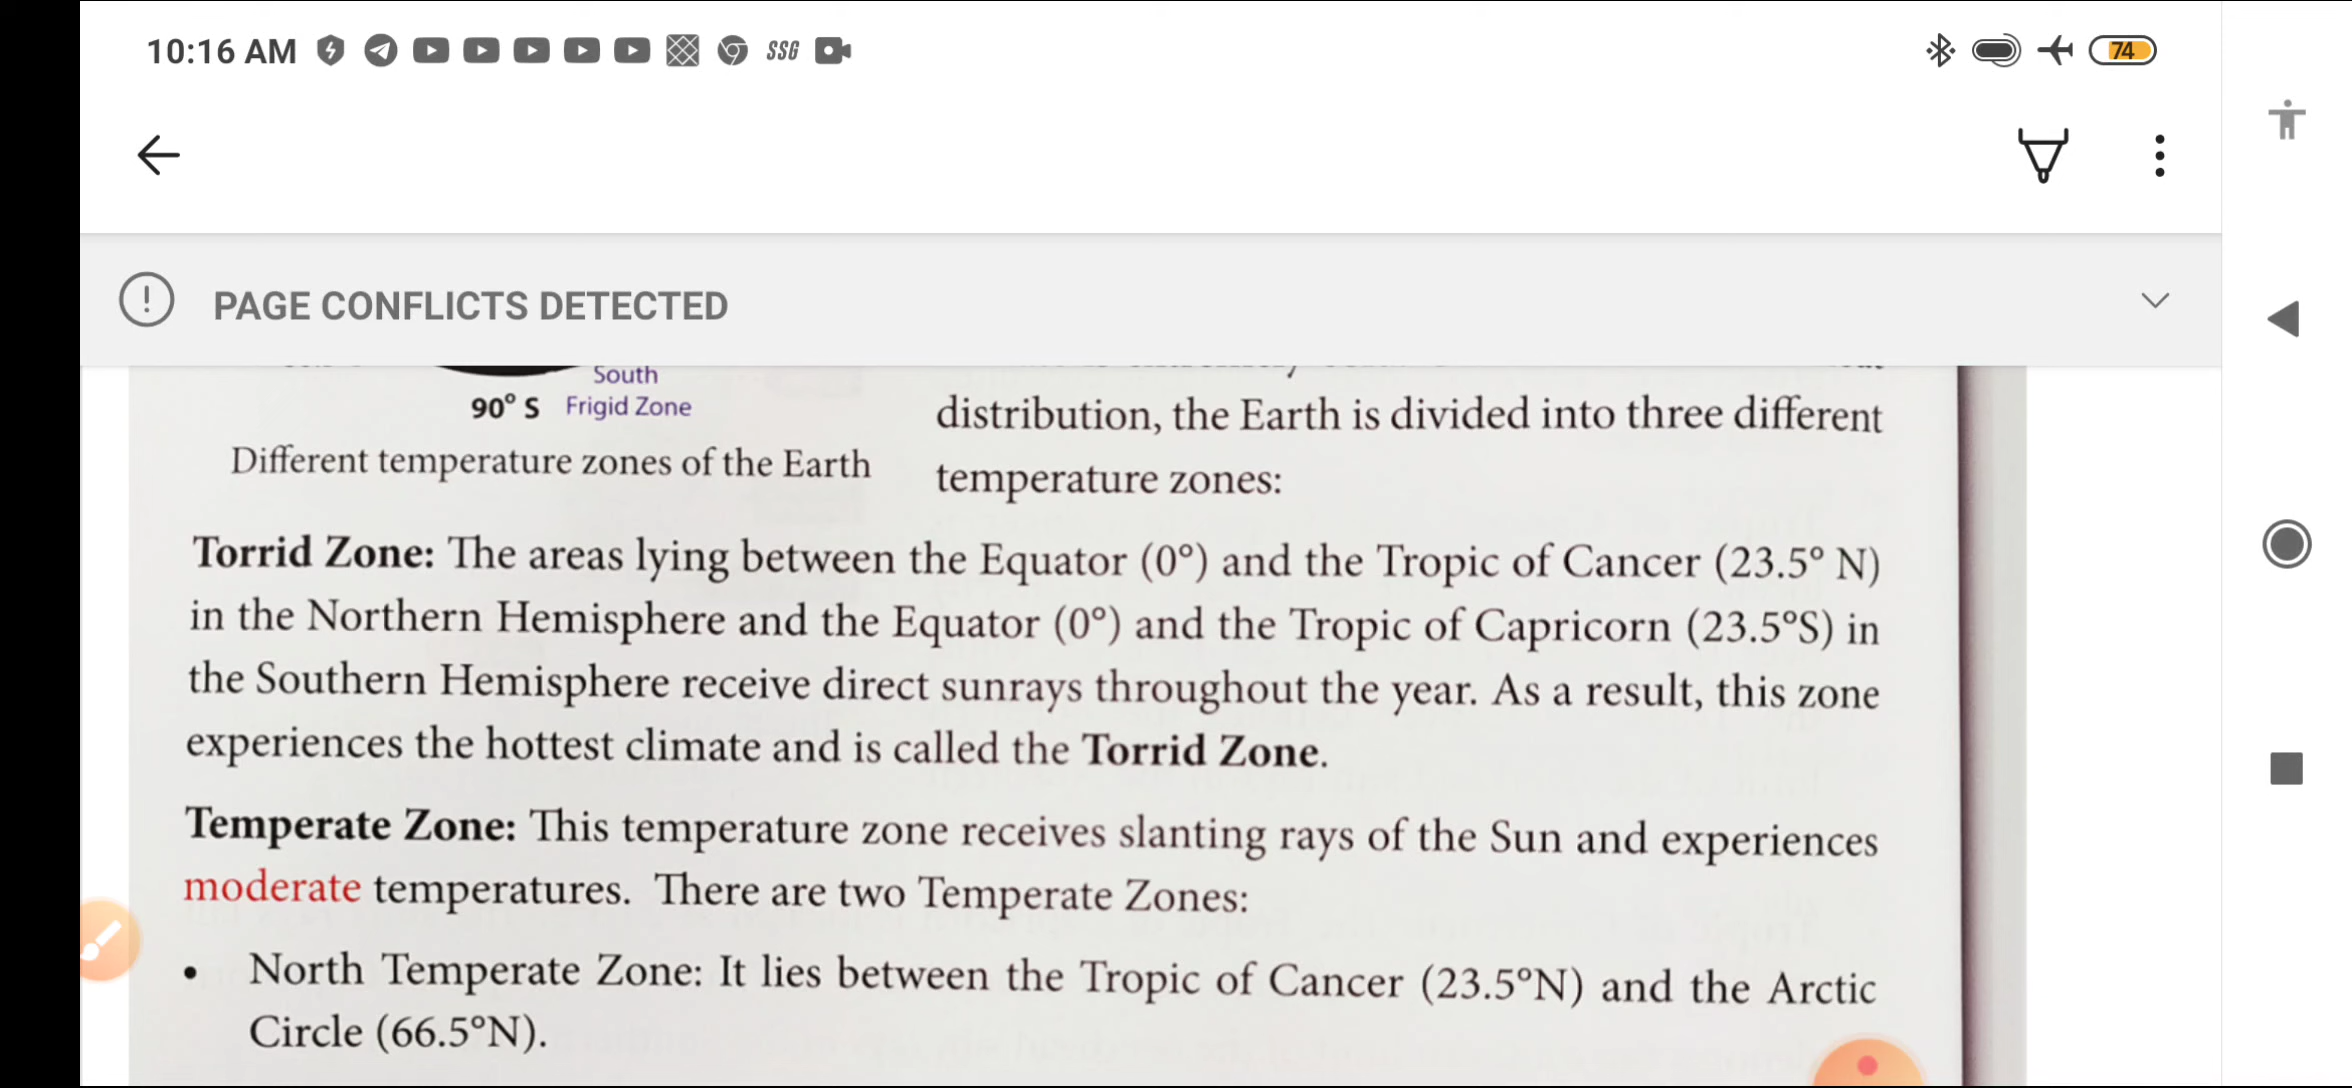 10:16 AM
SSG
74
PAGE CONFLICTS DETECTED
South
90° S Frigid Zone
Different temperature zones of the Earth
distribution, the Earth is divided into three different
temperature zones:
Torrid Zone: The areas lying between the Equator (0°) and the Tropic of Cancer (23.5° N)
in the Northern Hemisphere and the Equator (0°) and the Tropic of Capricorn (23.5°S) in
the Southern Hemisphere receive direct sunrays throughout the year. As a result, this zone
experiences the hottest climate and is called the Torrid Zone.
Temperate Zone: This temperature zone receives slanting rays of the Sun and experiences
moderate temperatures. There are two Temperate Zones:
• North Temperate Zone: It lies between the Tropic of Cancer (23.5°N) and the Arctic
Circle (66.5°N).